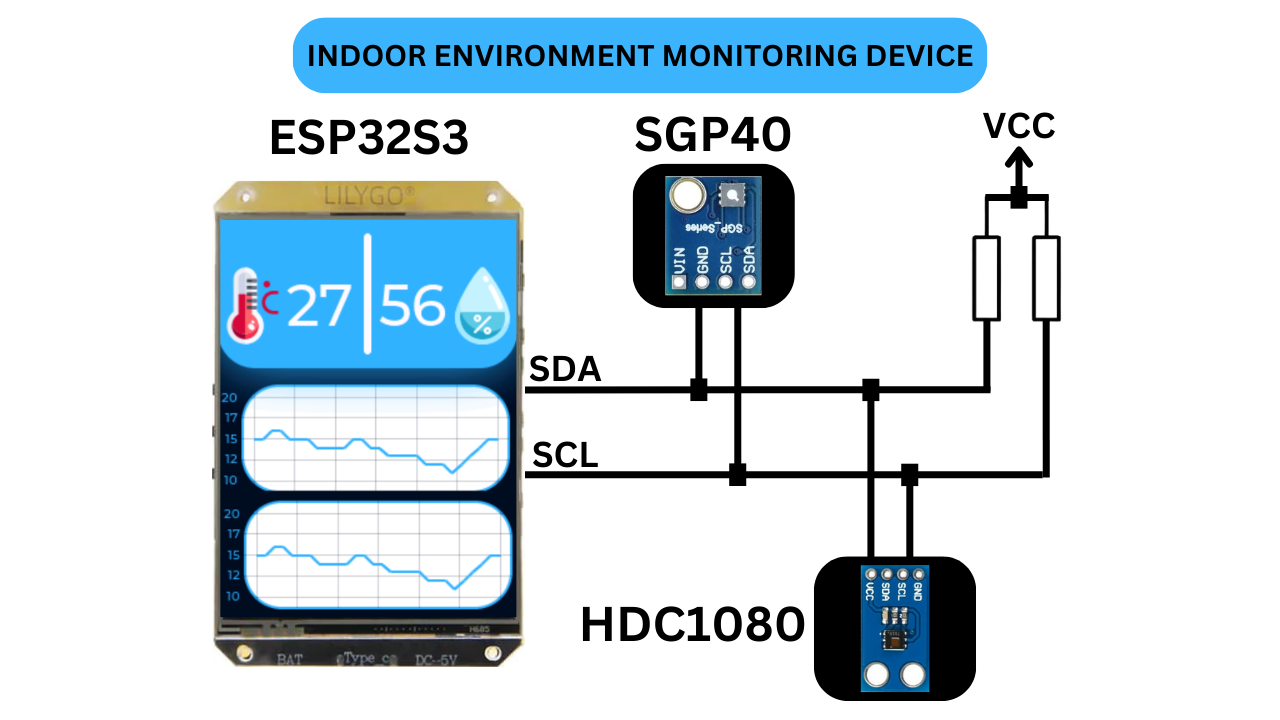 INDOOR ENVIRONMENT MONITORING DEVICE
ESP32S3
SGP40
VCC
LILYGO®
SGP_Series
VIN
GND
SCL
SDA
°C 27 | 56 %
SDA
20
17
15
12
10
SCL
20
17
15
12
10
HDC1080
VCC
SDA
SCL
GND
H685
BAT
Type c
DC-5V